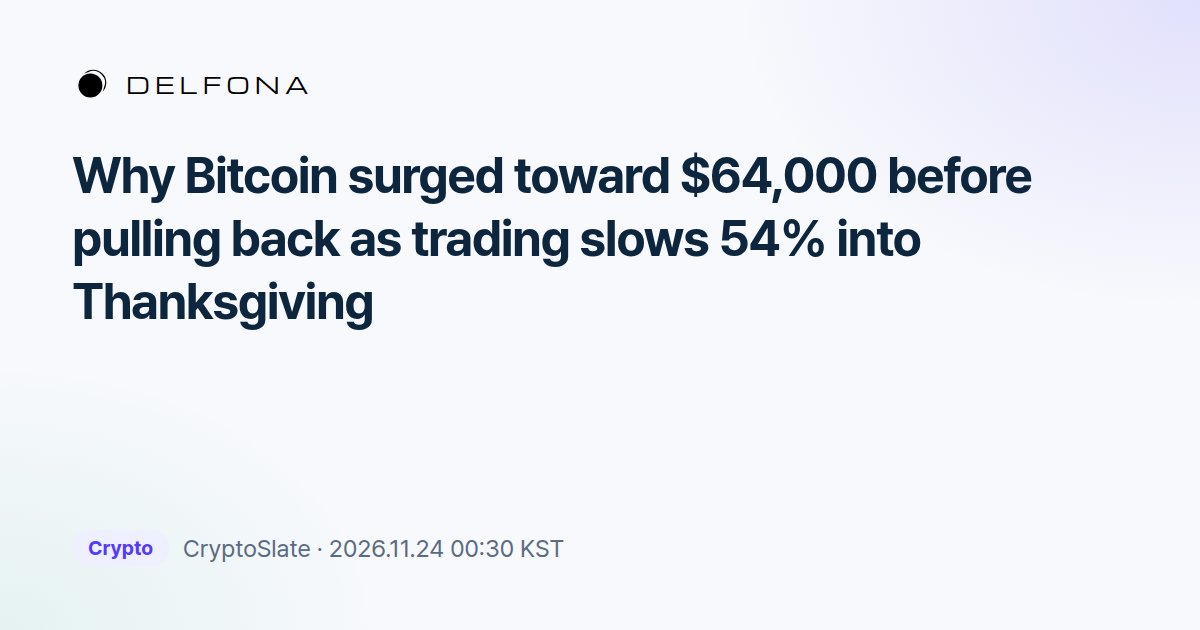 DELFONA
Why Bitcoin surged toward $64,000 before
pulling back as trading slows 54% into
Thanksgiving
Crypto CryptoSlate · 2026.11.24 00:30 KST